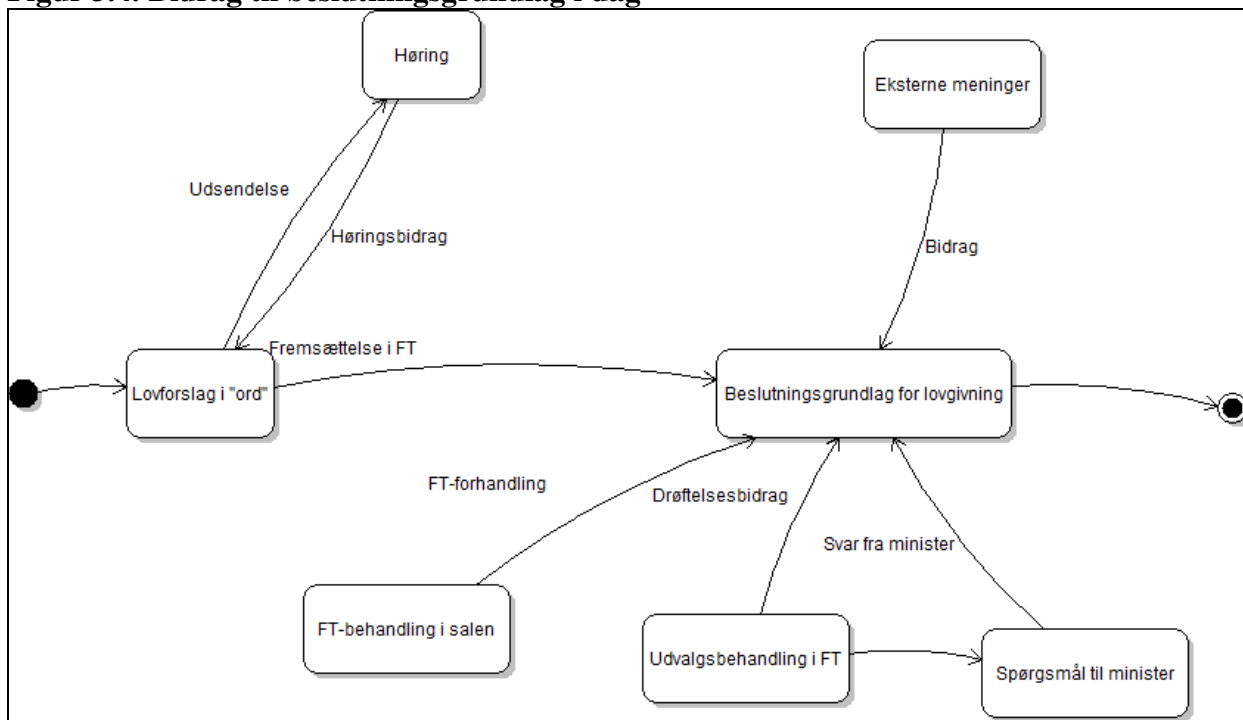 Høring
Eksterne meninger
Udsendelse
Høringsbidrag
Bidrag
Fremsættelse i FT
Lovforslag i "ord"
Beslutningsgrundlag for lovgivning
FT-forhandling
Drøftelsesbidrag
Svar fra minister
FT-behandling i salen
Udvalgsbehandling i FT
Spørgsmål til minister